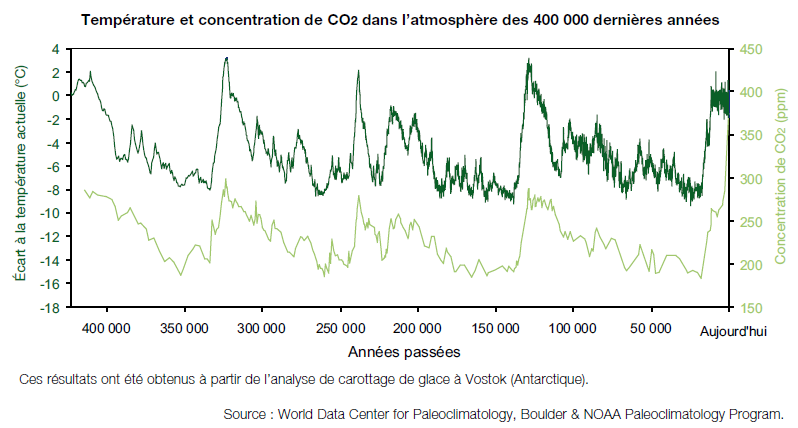 Température et concentration de CO2 dans l'atmosphère des 400 000 dernières années
Écart à la température actuelle (°C)
4
2
0
-2
-4
-6
-8
-10
-12
-14
-16
-18
450
400
350
300
250
200
150
Concentration de CO2 (ppm)
400 000 350 000 300 000 250 000 200 000 150 000 100 000 50 000 Aujourd'hui
Années passées
Ces résultats ont été obtenus à partir de l'analyse de carottage de glace à Vostok (Antarctique).
Source : World Data Center for Paleoclimatology, Boulder & NOAA Paleoclimatology Program.